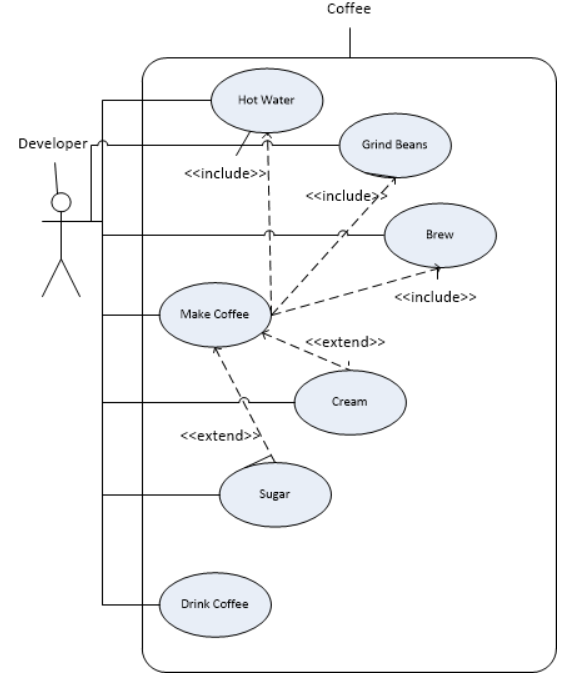 Coffee
Hot Water
Developer
Grind Beans
<<include>>
<<include>>
Brew
<<include>>
Make Coffee
<<extend>>
Cream
<<extend>>
Sugar
Drink Coffee